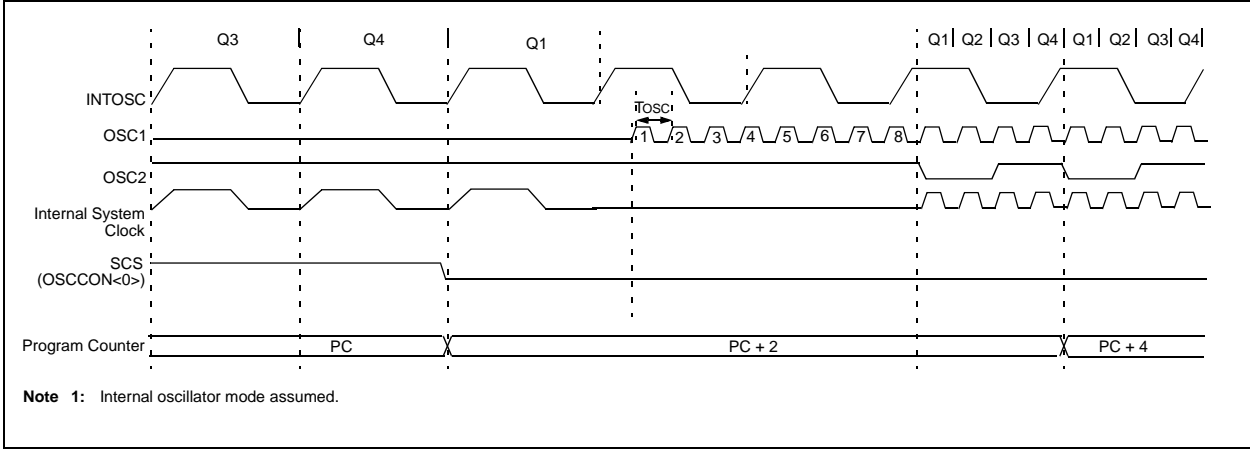 Q3 Q4 Q1 Q1 Q2 Q3 Q4 Q1 Q2 Q3 Q4
INTOSC
TOSC
OSC1
1 2 3 4 5 6 7 8
OSC2
Internal System
Clock
SCS
(OSCCON<0>)
Program Counter PC PC + 2 PC + 4
Note 1: Internal oscillator mode assumed.